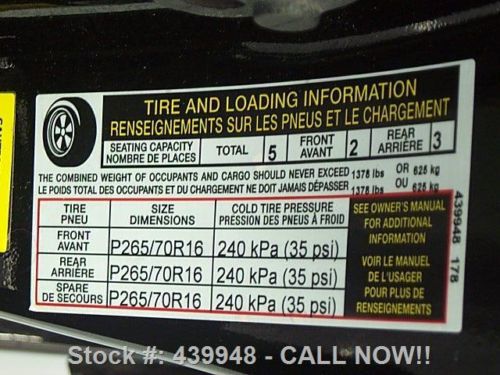 TIRE AND LOADING INFORMATION
RENSEIGNEMENTS SUR LES PNEUS ET LE CHARGEMENT
SEATING CAPACITY
NOMBRE DE PLACES
TOTAL 5
FRONT
AVANT
2
REAR
ARRIÈRE
3
THE COMBINED WEIGHT OF OCCUPANTS AND CARGO SHOULD NEVER EXCEED 1378 lbs OR 625 kg
LE POIDS TOTAL DES OCCUPANTS ET DU CHARGEMENT NE DOIT JAMAIS DÉPASSER 1378 lbs OU 625 kg
TIRE
PNEU
SIZE
DIMENSIONS
COLD TIRE PRESSURE
PRESSION DES PNEUS À FROID
FRONT
AVANT
P265/70R16
240 kPa (35 psi)
REAR
ARRIÈRE
P265/70R16
240 kPa (35 psi)
SPARE
DE SECOURS
P265/70R16
240 kPa (35 psi)
SEE OWNER'S MANUAL
FOR ADDITIONAL
INFORMATION
VOIR LE MANUEL
DE L'USAGER
POUR PLUS DE
RENSEIGNEMENTS
439948 178
Stock #: 439948 - CALL NOW!!